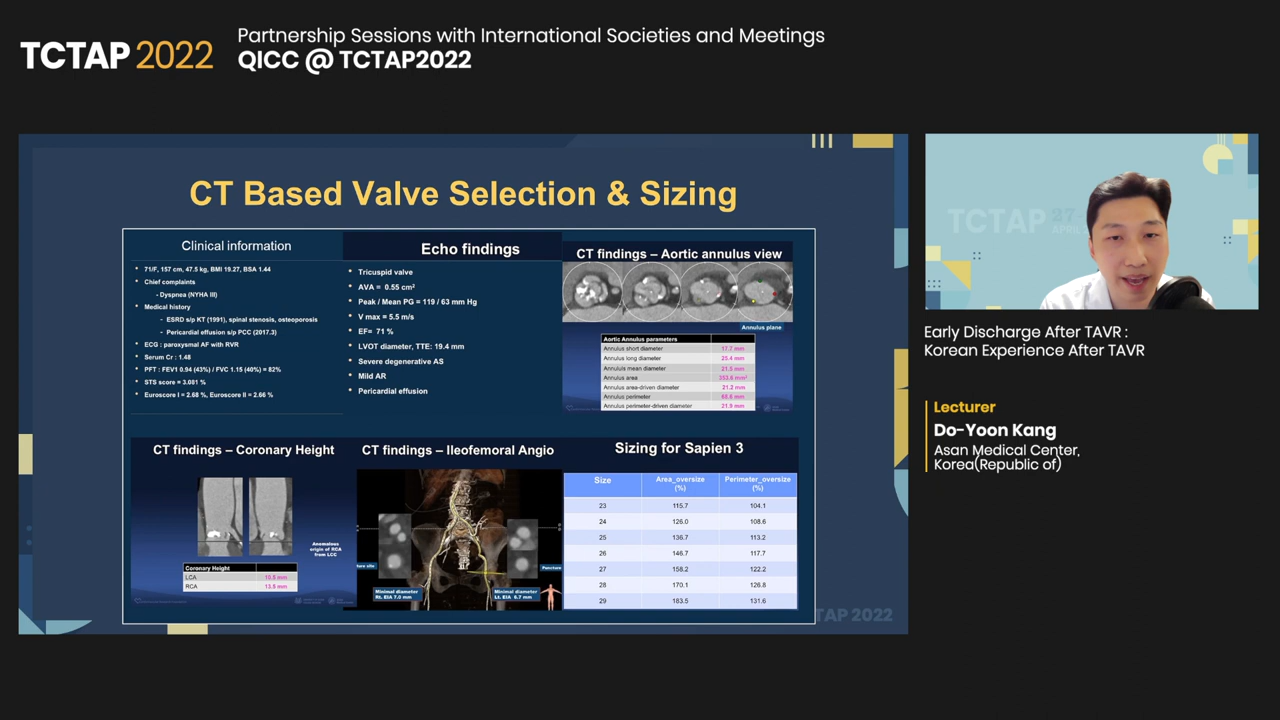 TCTAP 2022
Partnership Sessions with International Societies and Meetings
QICC @ TCTAP2022
CT Based Valve Selection & Sizing
Clinical information
• 71/F, 157 cm, 47.5 kg, BMI 19.27, BSA 1.44
• Chief complaints
- Dyspnea (NYHA III)
• Medical history
- ESRD s/p KT (1991), spinal stenosis, osteoporosis
- Pericardial effusion s/p PCC (2017.3)
• ECG : paroxysmal AF with RVR
• Serum Cr : 1.48
• PFT : FEV1 0.94 (43%) / FVC 1.15 (40%) = 82%
• STS score = 3.081 %
• Euroscore I = 2.68 %, Euroscore II = 2.66 %
Echo findings
• Tricuspid valve
• AVA = 0.55 cm²
• Peak / Mean PG = 119 / 63 mm Hg
• V max = 5.5 m/s
• EF= 71 %
• LVOT diameter, TTE: 19.4 mm
• Severe degenerative AS
• Mild AR
• Pericardial effusion
CT findings – Aortic annulus view
Annulus plane
Aortic Annulus parameters
Annulus short diameter 17.7 mm
Annulus long diameter 25.4 mm
Annulus mean diameter 21.5 mm
Annulus area 353.8 mm²
Annulus area-driven diameter 21.2 mm
Annulus perimeter 68.8 mm
Annulus perimeter-driven diameter 21.9 mm
CT findings – Coronary Height
Anomalous
origin of RCA
from LCC
Coronary Height
LCA 10.8 mm
RCA 13.8 mm
CT findings – Ileofemoral Angio
Puncture
Minimal diameter
Rt. EIA 7.0 mm
Minimal diameter
Lt. EIA 6.7 mm
Sizing for Sapien 3
Size Area_oversize (%) Perimeter_oversize (%)
23 115.7 104.1
24 126.0 108.6
25 136.7 113.2
26 146.7 117.7
27 158.2 122.2
28 170.1 126.8
29 183.5 131.6
TAP 2022
TCTAP 27-
APRIL
Early Discharge After TAVR :
Korean Experience After TAVR
Lecturer
Do-Yoon Kang
Asan Medical Center,
Korea(Republic of)